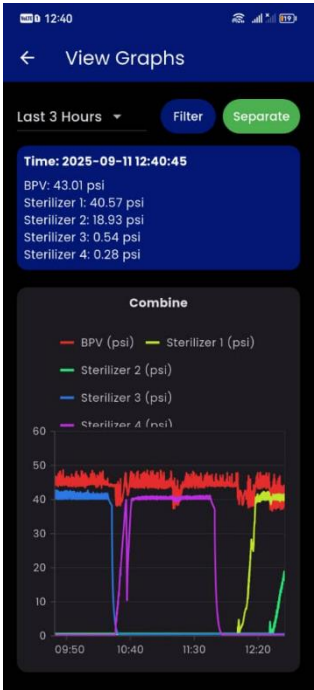 12:40
View Graphs
Last 3 Hours
Filter
Separate
Time: 2025-09-11 12:40:45
BPV: 43.01 psi
Sterilizer 1: 40.57 psi
Sterilizer 2: 18.93 psi
Sterilizer 3: 0.54 psi
Sterilizer 4: 0.28 psi
Combine
BPV (psi) Sterilizer 1 (psi)
Sterilizer 2 (psi)
Sterilizer 3 (psi)
Sterilizer 4 (psi)
60
50
40
30
20
10
0
09:50 10:40 11:30 12:20